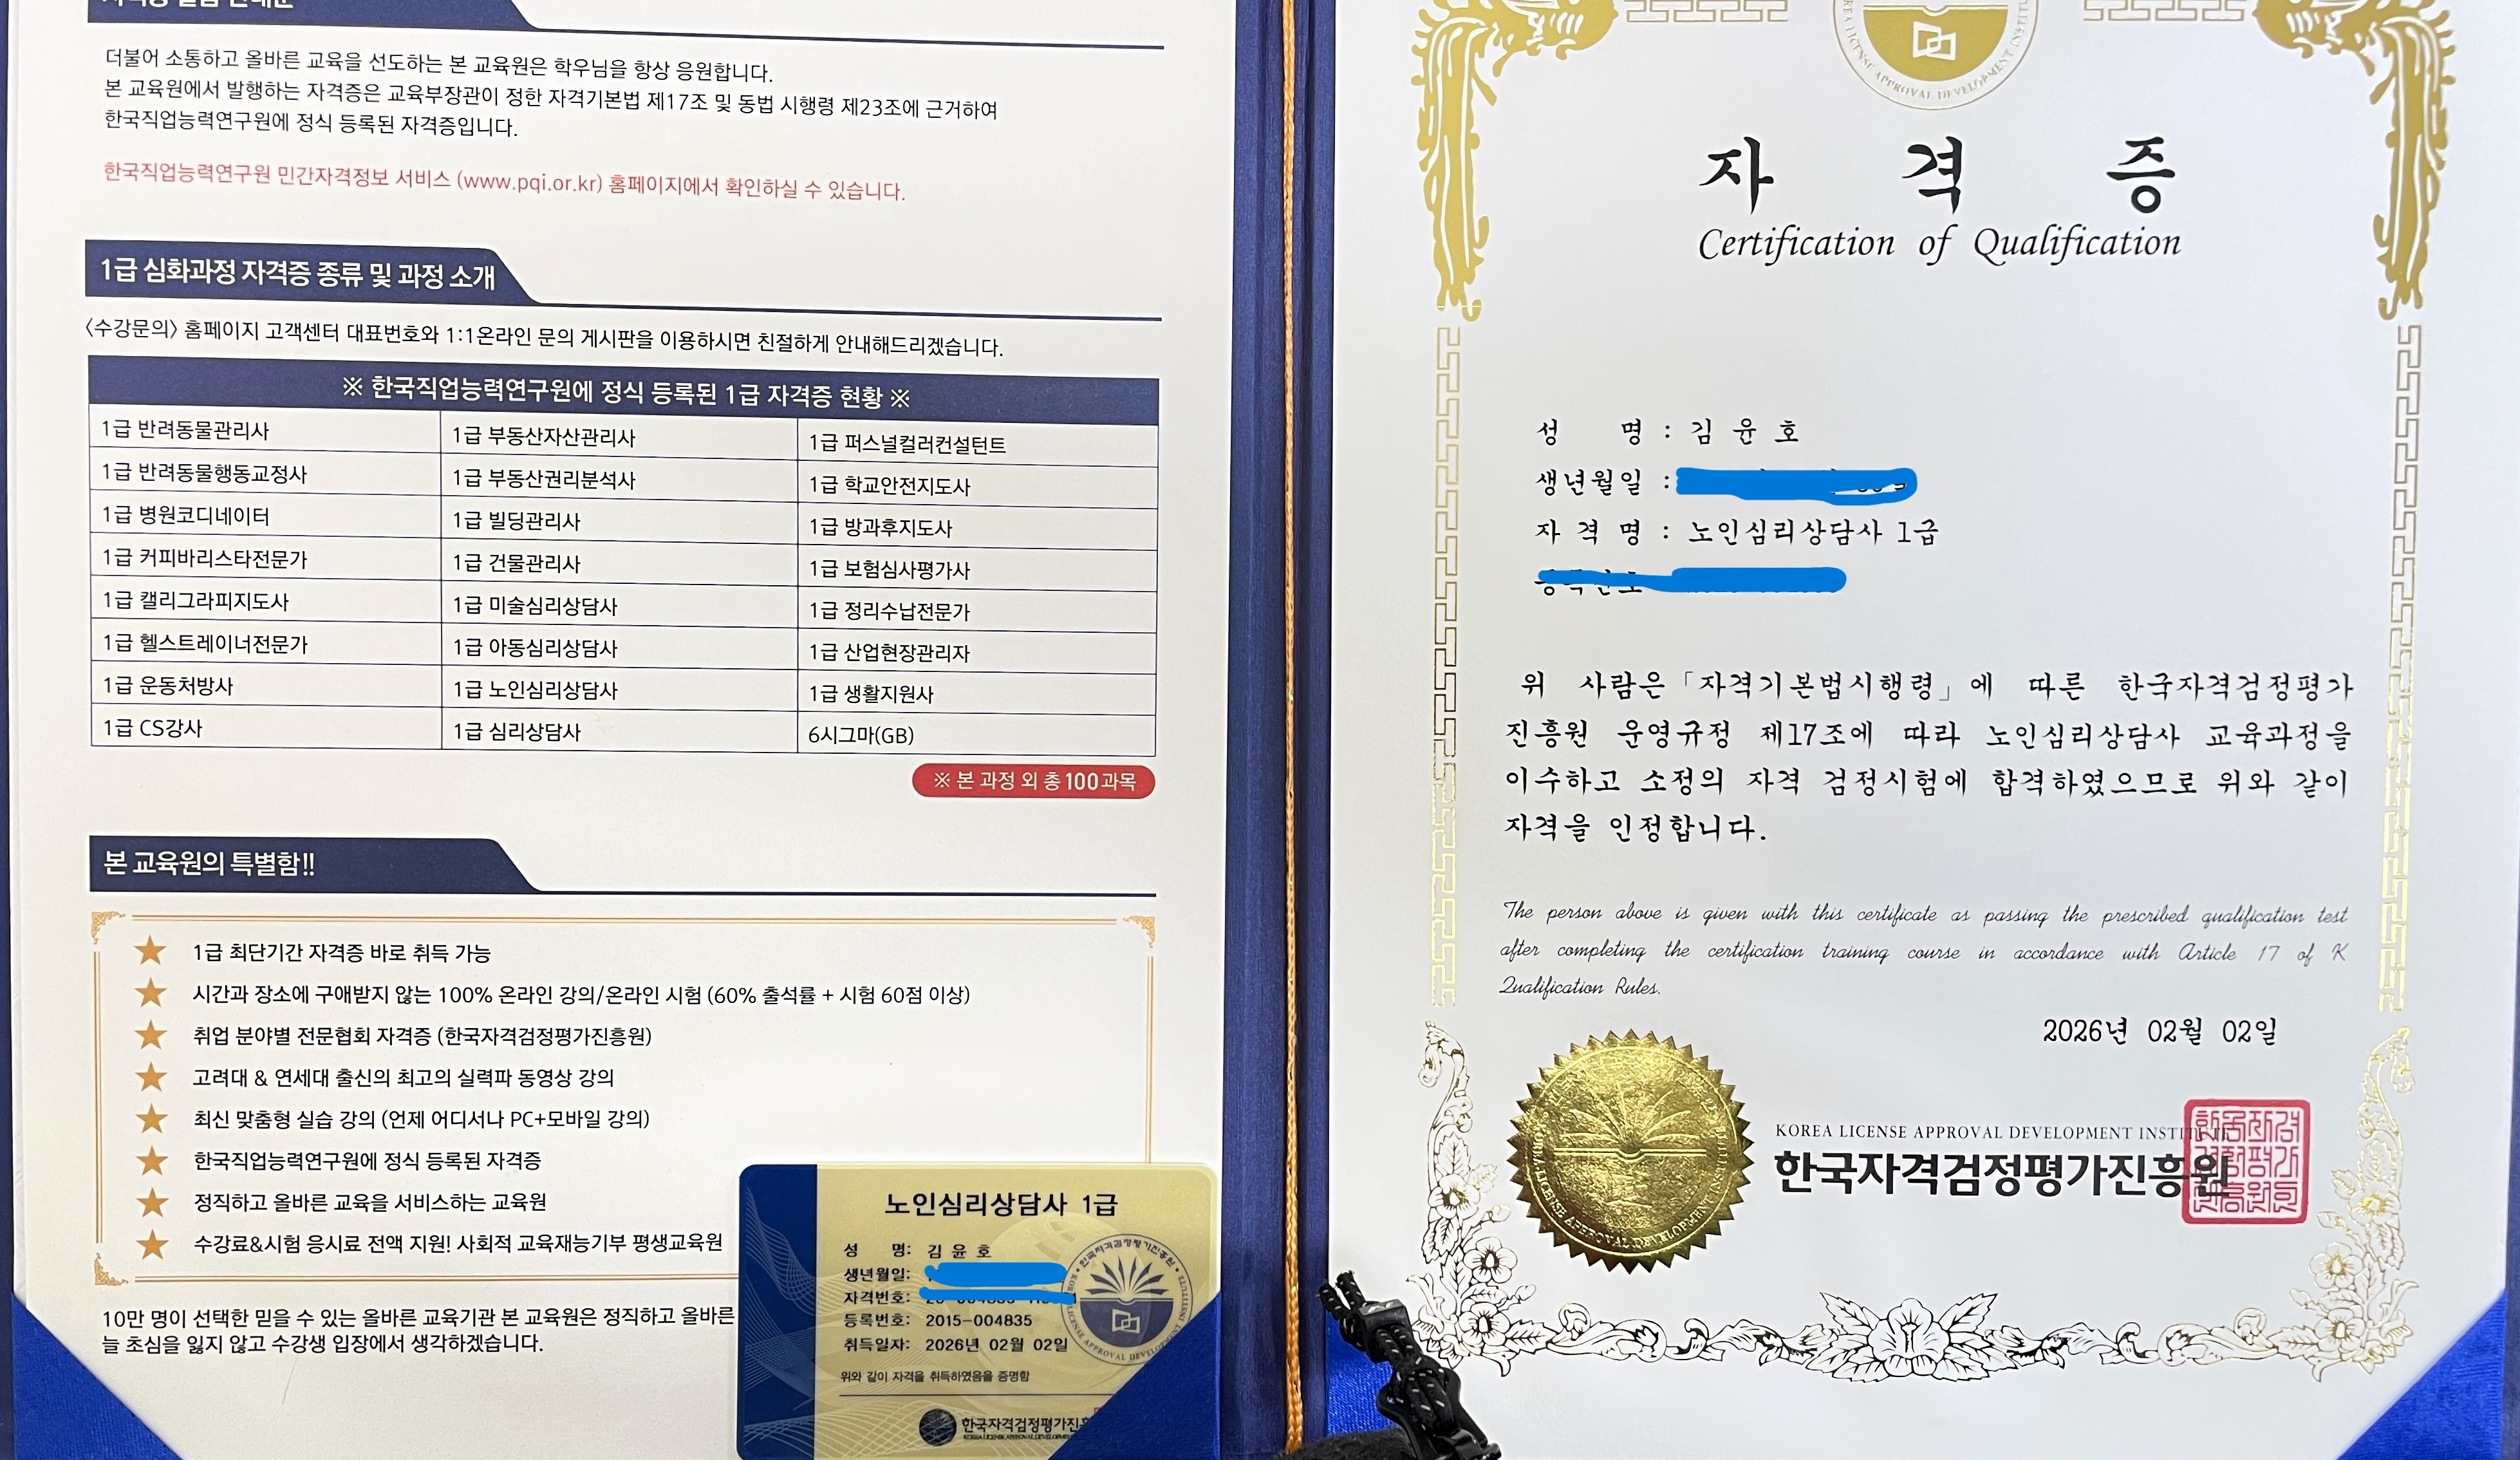 더불어 소통하고 올바른 교육을 선도하는 본 교육원은 학우님을 항상 응원합니다.
본 교육원에서 발행하는 자격증은 교육부장관이 정한 자격기본법 제17조 및 동법 시행령 제23조에 근거하여
한국직업능력연구원에 정식 등록된 자격증입니다.
한국직업능력연구원 민간자격정보 서비스 (www.pqi.or.kr) 홈페이지에서 확인하실 수 있습니다.
1급 심화과정 자격증 종류 및 과정 소개
〈수강문의〉 홈페이지 고객센터 대표번호와 1:1온라인 문의 게시판을 이용하시면 친절하게 안내해드리겠습니다.
※ 한국직업능력연구원에 정식 등록된 1급 자격증 현황 ※
1급 반려동물관리사 1급 부동산자산관리사 1급 퍼스널컬러컨설턴트
1급 반려동물행동교정사 1급 부동산권리분석사 1급 학교안전지도사
1급 병원코디네이터 1급 빌딩관리사 1급 방과후지도사
1급 커피바리스타전문가 1급 건물관리사 1급 보험심사평가사
1급 캘리그라피지도사 1급 미술심리상담사 1급 정리수납전문가
1급 헬스트레이너전문가 1급 아동심리상담사 1급 산업현장관리자
1급 운동처방사 1급 노인심리상담사 1급 생활지원사
1급 CS강사 1급 심리상담사 6시그마(GB)
※ 본 과정 외 총 100과목
본 교육원의 특별함!!
1급 최단기간 자격증 바로 취득 가능
시간과 장소에 구애받지 않는 100% 온라인 강의/온라인 시험 (60% 출석률 + 시험 60점 이상)
취업 분야별 전문협회 자격증 (한국자격검정평가진흥원)
고려대 & 연세대 출신의 최고의 실력파 동영상 강의
최신 맞춤형 실습 강의 (언제 어디서나 PC+모바일 강의)
한국직업능력연구원에 정식 등록된 자격증
정직하고 올바른 교육을 서비스하는 교육원
수강료&시험 응시료 전액 지원! 사회적 교육재능기부 평생교육원
10만 명이 선택한 믿을 수 있는 올바른 교육기관 본 교육원은 정직하고 올바른
늘 초심을 잃지 않고 수강생 입장에서 생각하겠습니다.
노인심리상담사 1급
성 명: 김 윤 호
생년월일:
자격번호:
등록번호: 2015-004835
취득일자: 2026년 02월 02일
위와 같이 자격을 취득하였음을 증명함
한국자격검정평가진
KOREA LICENSE APPROVAL DEVELOPMENT
APPROVAL DEVELOPMENT
자 격 증
Certification of Qualification
성 명 : 김 윤 호
생년월일 :
자 격 명 : 노인심리상담사 1급
위 사람은 「자격기본법시행령」에 따른 한국자격검정평가
진흥원 운영규정 제17조에 따라 노인심리상담사 교육과정을
이수하고 소정의 자격 검정시험에 합격하였으므로 위와 같이
자격을 인정합니다.
The person above is given with this certificate as passing the prescribed qualification test
after completing the certification training course in accordance with Article 17 of K
Qualification Rules.
2026년 02월 02일
KOREA LICENSE APPROVAL DEVELOPMENT INSTITUTE
한국자격검정평가진흥원